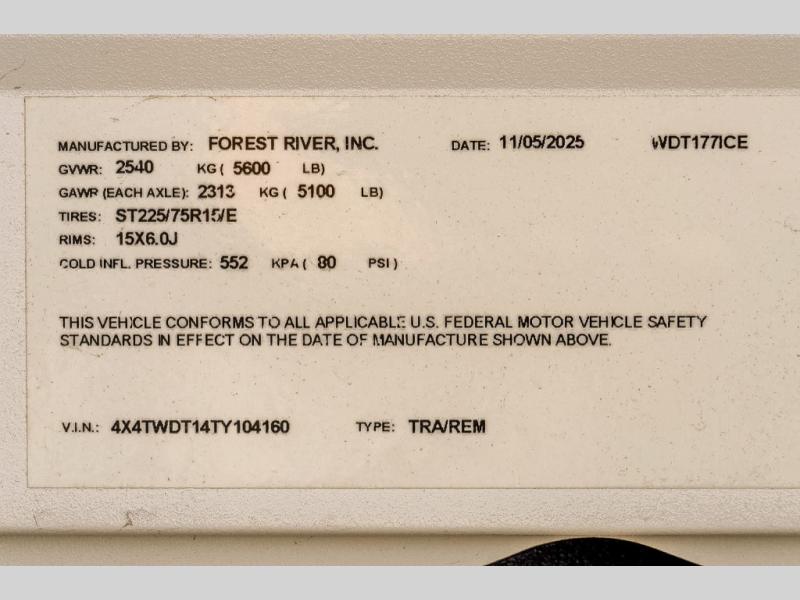 MANUFACTURED BY: FOREST RIVER, INC. DATE: 11/05/2025 WDT177ICE
GVWR: 2540 KG ( 5600 LB)
GAWR (EACH AXLE): 2313 KG ( 5100 LB)
TIRES: ST225/75R15/E
RIMS: 15X6.0J
COLD INFL. PRESSURE: 552 KPA ( 80 PSI )
THIS VEHICLE CONFORMS TO ALL APPLICABLE U.S. FEDERAL MOTOR VEHICLE SAFETY
STANDARDS IN EFFECT ON THE DATE OF MANUFACTURE SHOWN ABOVE.
V.I.N.: 4X4TWDT14TY104160 TYPE: TRA/REM